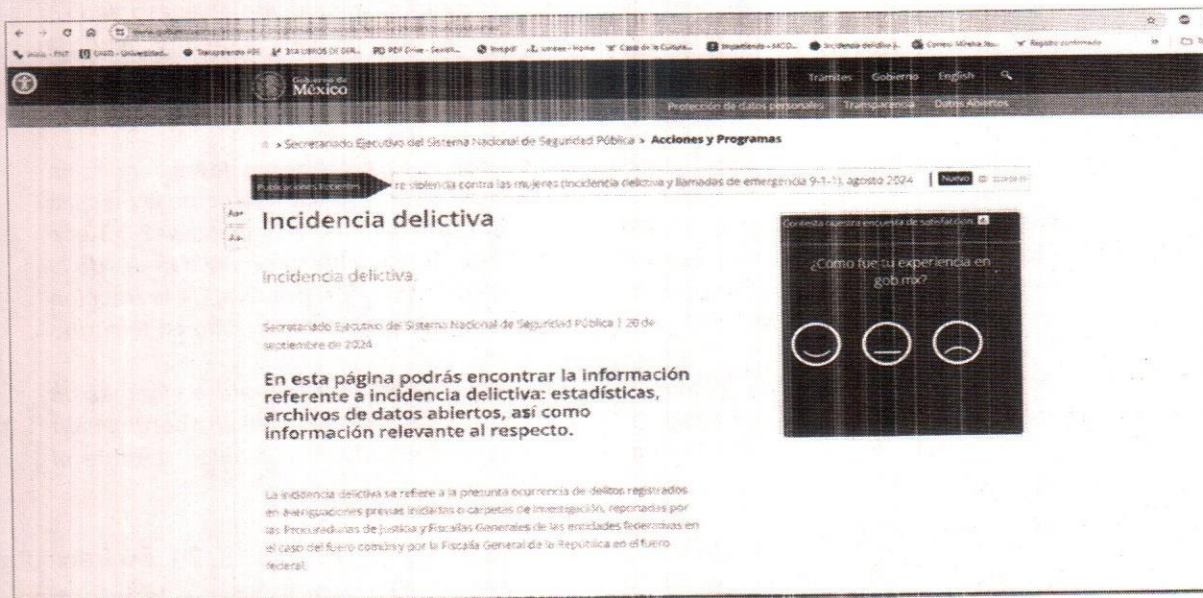 Gobierno de
México
Trámites Gobierno English
Protección de datos personales Transparencia Datos Abiertos
> Secretariado Ejecutivo del Sistema Nacional de Seguridad Pública > Acciones y Programas
Publicaciones Recientes
re violencia contra las mujeres (Incidencia delictiva y llamadas de emergencia 9-1-1), agosto 2024 | Nuevo
Aa+
Aa-
Incidencia delictiva
Incidencia delictiva.
Secretariado Ejecutivo del Sistema Nacional de Seguridad Pública | 20 de
septiembre de 2024
En esta página podrás encontrar la información
referente a incidencia delictiva: estadísticas,
archivos de datos abiertos, así como
información relevante al respecto.
La incidencia delictiva se refiere a la presunta ocurrencia de delitos registrados
en averiguaciones previas iniciadas o carpetas de investigación, reportadas por
las Procuradurías de Justicia y Fiscalías Generales de las entidades federativas en
el caso del fuero común y por la Fiscalía General de la República en el fuero
federal.
Contesta nuestra encuesta de satisfacción
¿Cómo fue tu experiencia en
gob.mx?